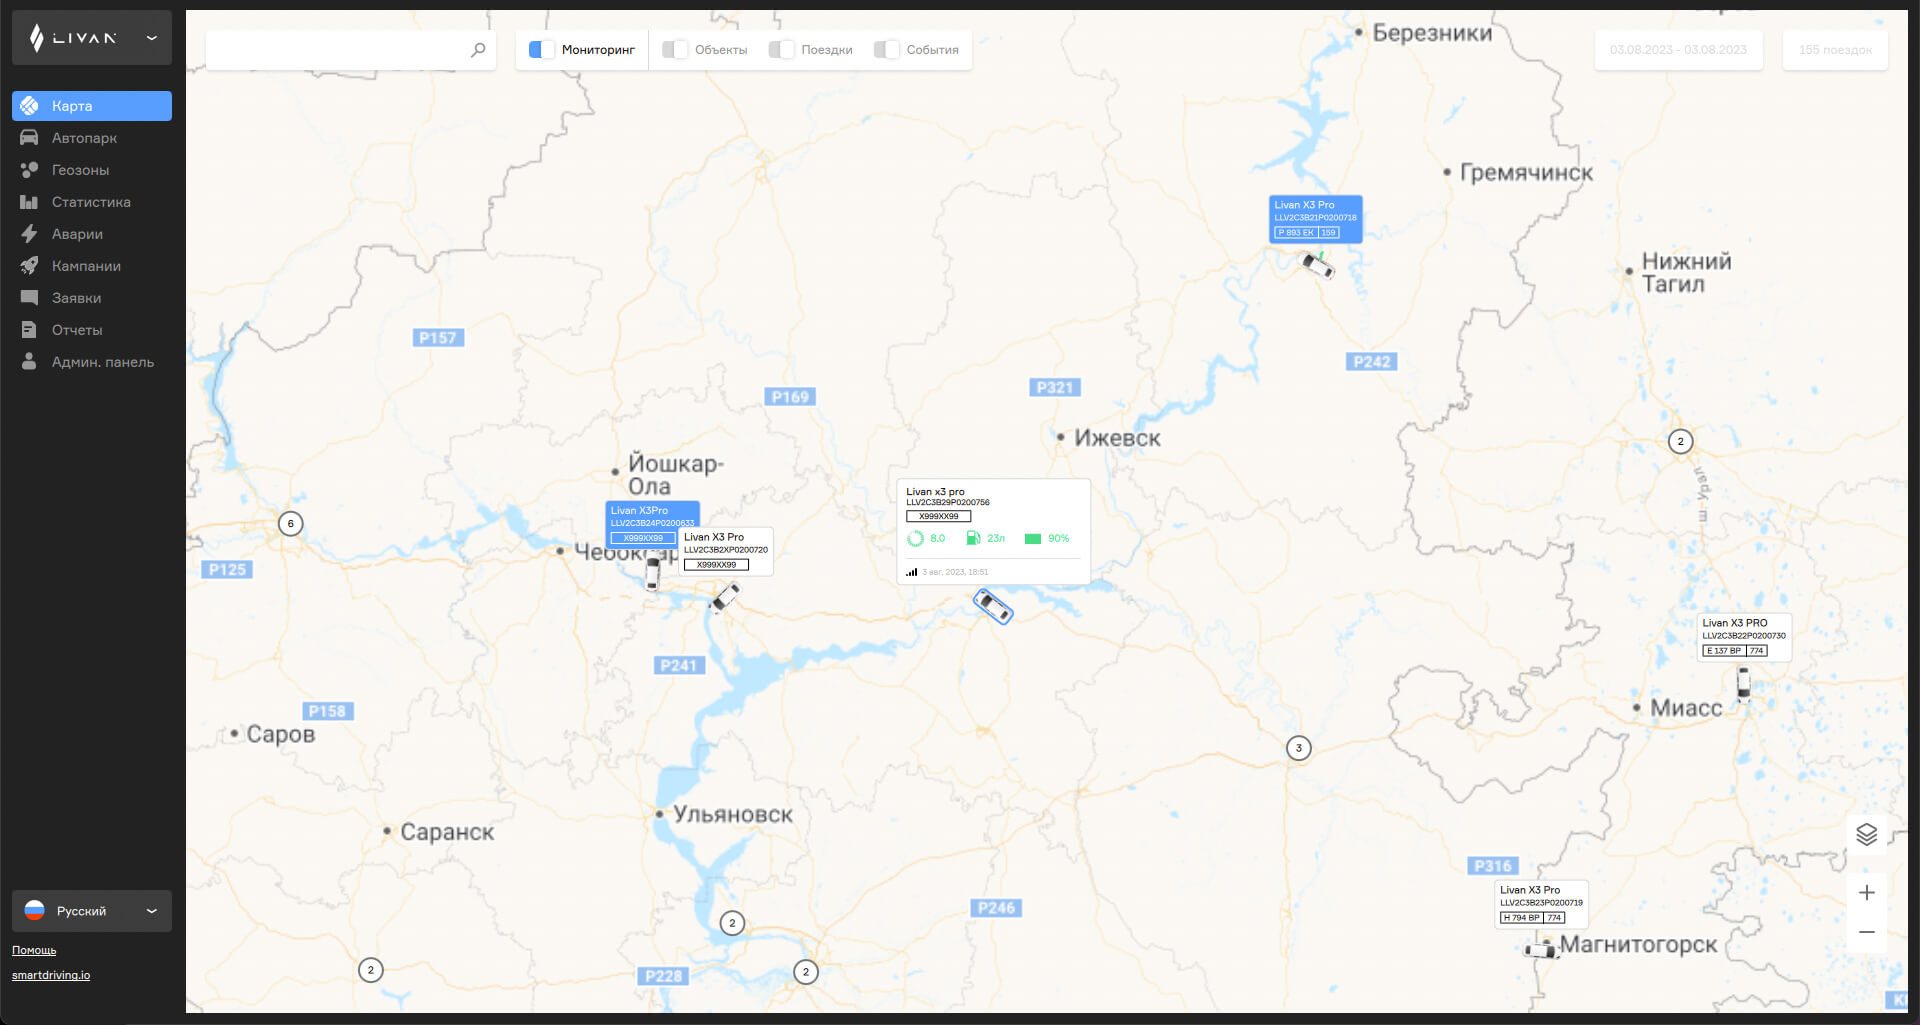 LIVAN
Карта
Автопарк
Геозоны
Статистика
Аварии
Кампании
Заявки
Отчеты
Админ. панель
Русский
Помощь
smartdriving.io
Мониторинг
Объекты
Поездки
События
03.08.2023 - 03.08.2023
155 поездок
Березники
Гремячинск
Livan X3 Pro
LLV2C3B21P0200718
Р 893 ЕК 159
Нижний
Тагил
Р157
Р242
Р169
Р321
Ижевск
2
ш. Урал
Йошкар-
Ола
6
Livan X3Pro
LLV2C3B24P0200633
X999XX99
Livan X3 Pro
LLV2C3B2XP0200720
X999XX99
Livan x3 pro
LLV2C3B29P0200756
X999XX99
8.0
23л
90%
3 авг. 2023, 18:51
Р125
Livan X3 PRO
LLV2C3B22P0200730
Е 137 ВР 774
Р241
Р158
Саров
Миасс
3
Ульяновск
Саранск
Р316
Livan X3 Pro
LLV2C3B23P0200719
Н 794 ВР 774
Магнитогорск
Р246
2
2
2
Р228